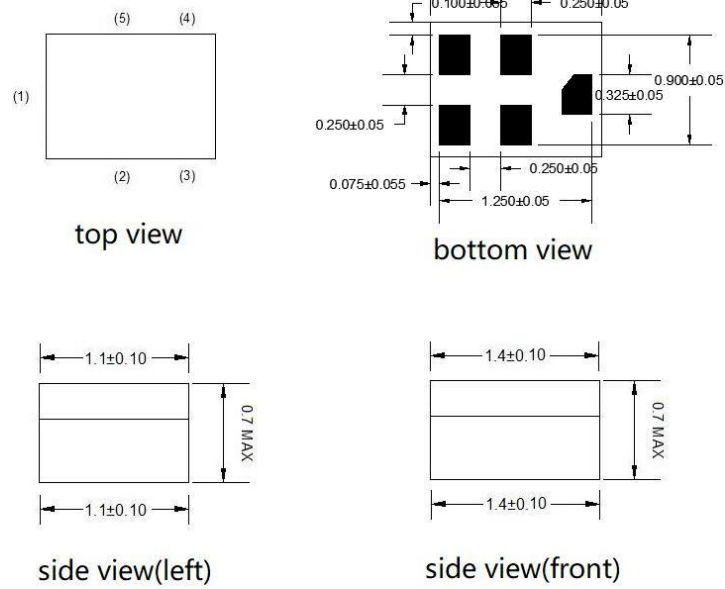 (5) (4)
(1)
(2) (3)
top view
0.100±0.055 0.250±0.05
0.900±0.05
0.325±0.05
0.250±0.05
0.250±0.05
0.075±0.055
1.250±0.05
bottom view
1.1±0.10
0.7 MAX
1.1±0.10
side view(left)
1.4±0.10
0.7 MAX
1.4±0.10
side view(front)